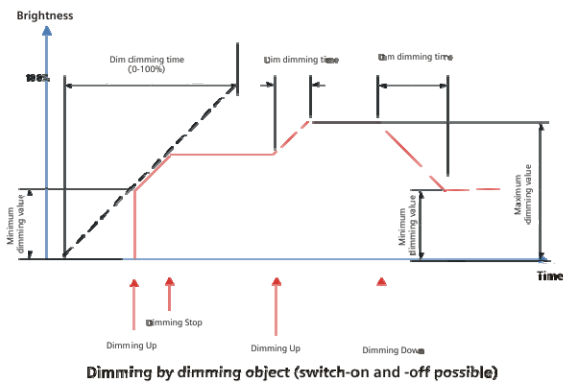 Brightness
Dim dimming time
(0-100%)
Dim dimming time
Dim dimming time
100%
Minimum
dimming value
Minimum
dimming value
Maximum
dimming value
Time
Dimming Stop
Dimming Up
Dimming Up
Dimming Down
Dimming by dimming object (switch-on and -off possible)